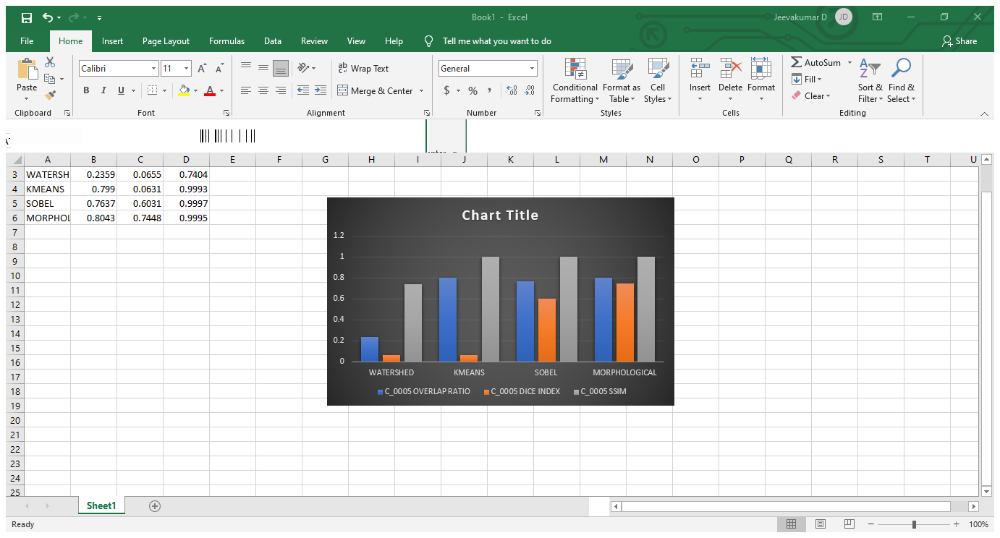 Book1 - Excel
Jeevakumar D
JD
File Home Insert Page Layout Formulas Data Review View Help Tell me what you want to do
Share
Paste
Calibri 11 A A
B I U A
ab Wrap Text
Merge & Center
General
$ % , .00 .00
Conditional Formatting
Format as Table
Cell Styles
Insert Delete Format
AutoSum
Fill
Clear
Sort & Filter
Find & Select
Clipboard Font Alignment Number Styles Cells Editing
A B C D E F G H I J K L M N O P Q R S T U
3 WATERSH 0.2359 0.0655 0.7404
4 KMEANS 0.799 0.0631 0.9993
5 SOBEL 0.7637 0.6031 0.9997
6 MORPHOL 0.8043 0.7448 0.9995
7
8
9
10
11
12
13
14
15
16
17
18
19
20
21
22
23
24
25
Chart Title
1.2
1
0.8
0.6
0.4
0.2
0
WATERSHED KMEANS SOBEL MORPHOLOGICAL
C_0005 OVERLAP RATIO C_0005 DICE INDEX C_0005 SSIM
Sheet1
Ready
100%